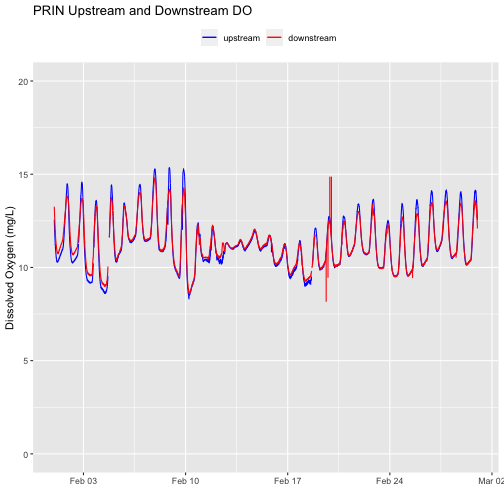 PRIN Upstream and Downstream DO
upstream downstream
Dissolved Oxygen (mg/L)
20
15
10
5
0
Feb 03 Feb 10 Feb 17 Feb 24 Mar 02